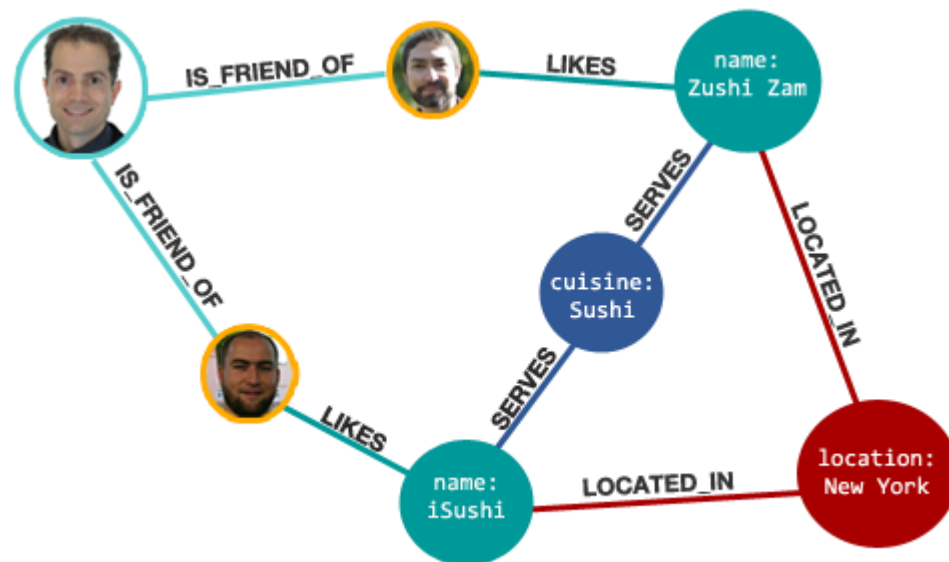 IS_FRIEND_OF
LIKES
name:
Zushi Zam
IS_FRIEND_OF
SERVES
LOCATED_IN
cuisine:
Sushi
SERVES
LIKES
name:
iSushi
LOCATED_IN
location:
New York